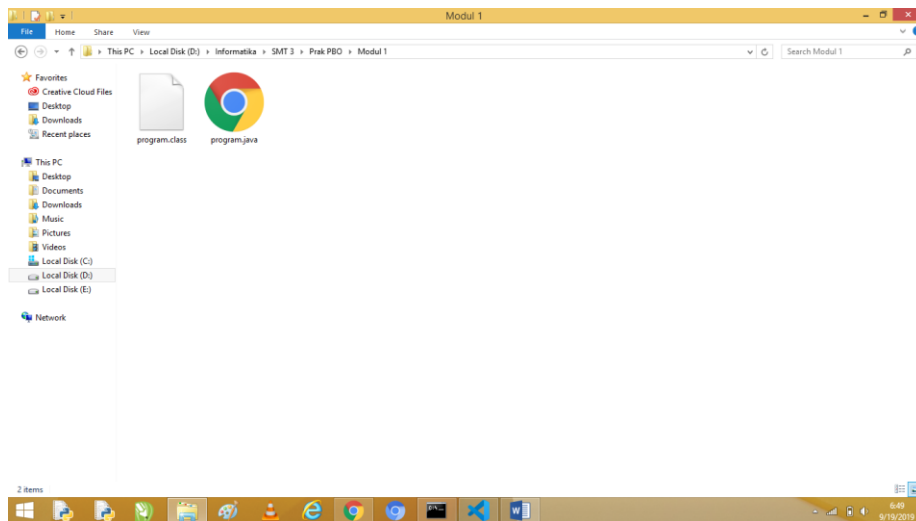 Modul 1
File Home Share View
This PC Local Disk (D:) Informatika SMT 3 Prak PBO Modul 1
Search Modul 1
Favorites
Creative Cloud Files
Desktop
Downloads
Recent places
program.class
program.java
This PC
Desktop
Documents
Downloads
Music
Pictures
Videos
Local Disk (C:)
Local Disk (D:)
Local Disk (E:)
Network
2 items
6:49
9/19/2019